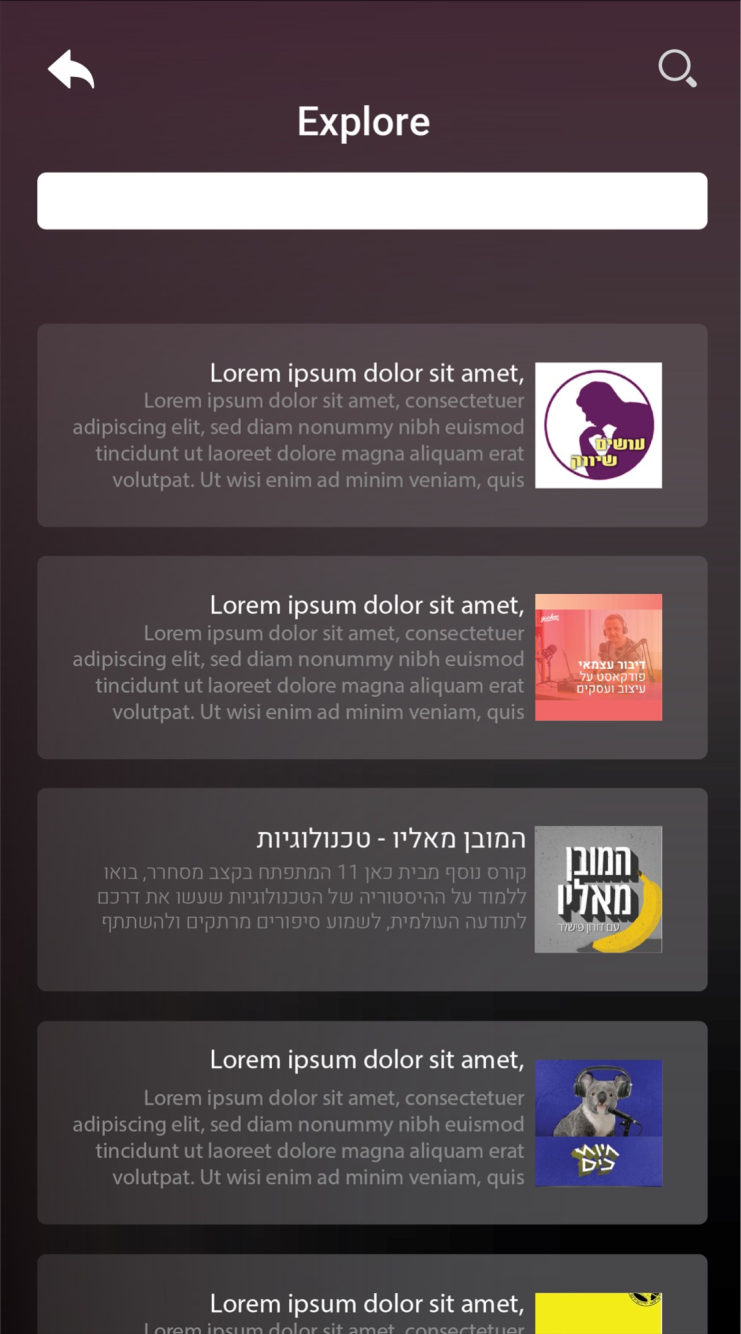 Explore
Lorem ipsum dolor sit amet,
Lorem ipsum dolor sit amet, consectetuer
adipiscing elit, sed diam nonummy nibh euismod
tincidunt ut laoreet dolore magna aliquam erat
volutpat. Ut wisi enim ad minim veniam, quis
עושים
שיווק
Lorem ipsum dolor sit amet,
Lorem ipsum dolor sit amet, consectetuer
adipiscing elit, sed diam nonummy nibh euismod
tincidunt ut laoreet dolore magna aliquam erat
volutpat. Ut wisi enim ad minim veniam, quis
דיבור עצמאי
פודקאסט על
עיצוב ועסקים
המובן מאליו - טכנולוגיות
קורס נוסף מבית כאן 11 המתפתח בקצב מסחרר, בואו
ללמוד על ההיסטוריה של הטכנולוגיות שעשו את דרכם
לתודעה העולמית, לשמוע סיפורים מרתקים ולהשתתף
המובן
מאליו
עם דורון פישלר
Lorem ipsum dolor sit amet,
Lorem ipsum dolor sit amet, consectetuer
adipiscing elit, sed diam nonummy nibh euismod
tincidunt ut laoreet dolore magna aliquam erat
volutpat. Ut wisi enim ad minim veniam, quis
חיות
כיס
Lorem ipsum dolor sit amet,
Lorem ipsum dolor sit amet, consectetuer